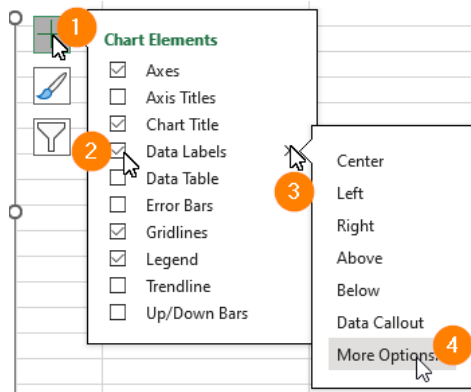 1
Chart Elements
Axes
Axis Titles
Chart Title
2 Data Labels
Data Table
Error Bars
Gridlines
Legend
Trendline
Up/Down Bars
Center
3 Left
Right
Above
Below
Data Callout
More Options... 4